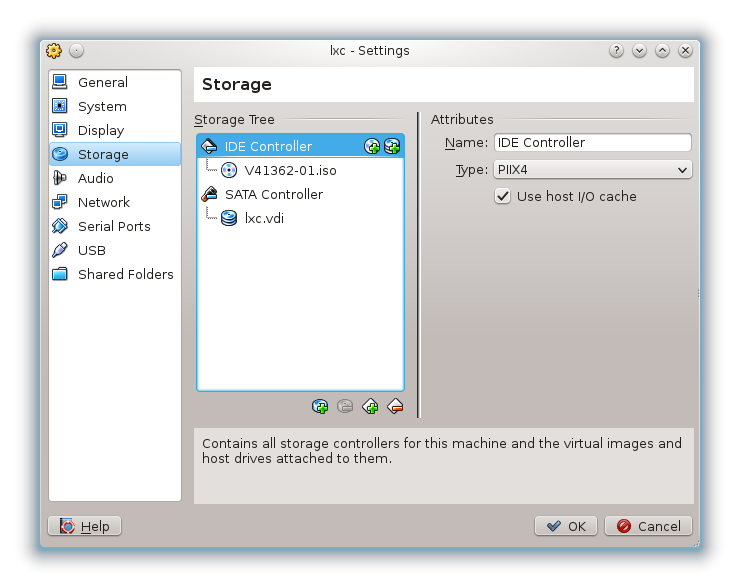 lxc - Settings
General
System
Display
Storage
Audio
Network
Serial Ports
USB
Shared Folders
Storage
Storage Tree
IDE Controller
V41362-01.iso
SATA Controller
lxc.vdi
Attributes
Name: IDE Controller
Type: PIIX4
Use host I/O cache
Contains all storage controllers for this machine and the virtual images and
host drives attached to them.
Help
OK
Cancel